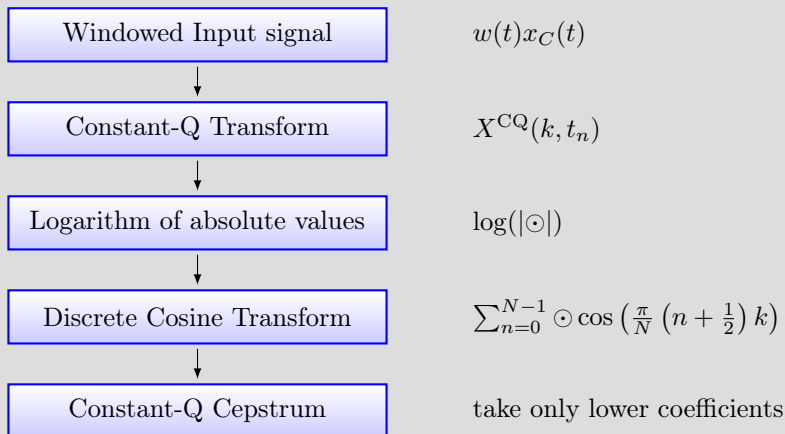 Windowed Input signal w(t)x_C(t)
Constant-Q Transform X^CQ(k, t_n)
Logarithm of absolute values log(|⊙|)
Discrete Cosine Transform ∑_{n=0}^{N−1} ⊙ cos (π/N (n + 1/2) k)
Constant-Q Cepstrum take only lower coefficients